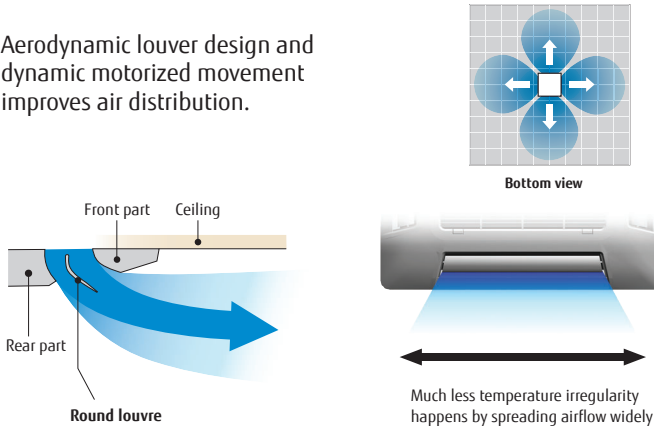 Aerodynamic louver design and
dynamic motorized movement
improves air distribution.
Bottom view
Front part
Ceiling
Rear part
Round louvre
Much less temperature irregularity
happens by spreading airflow widely